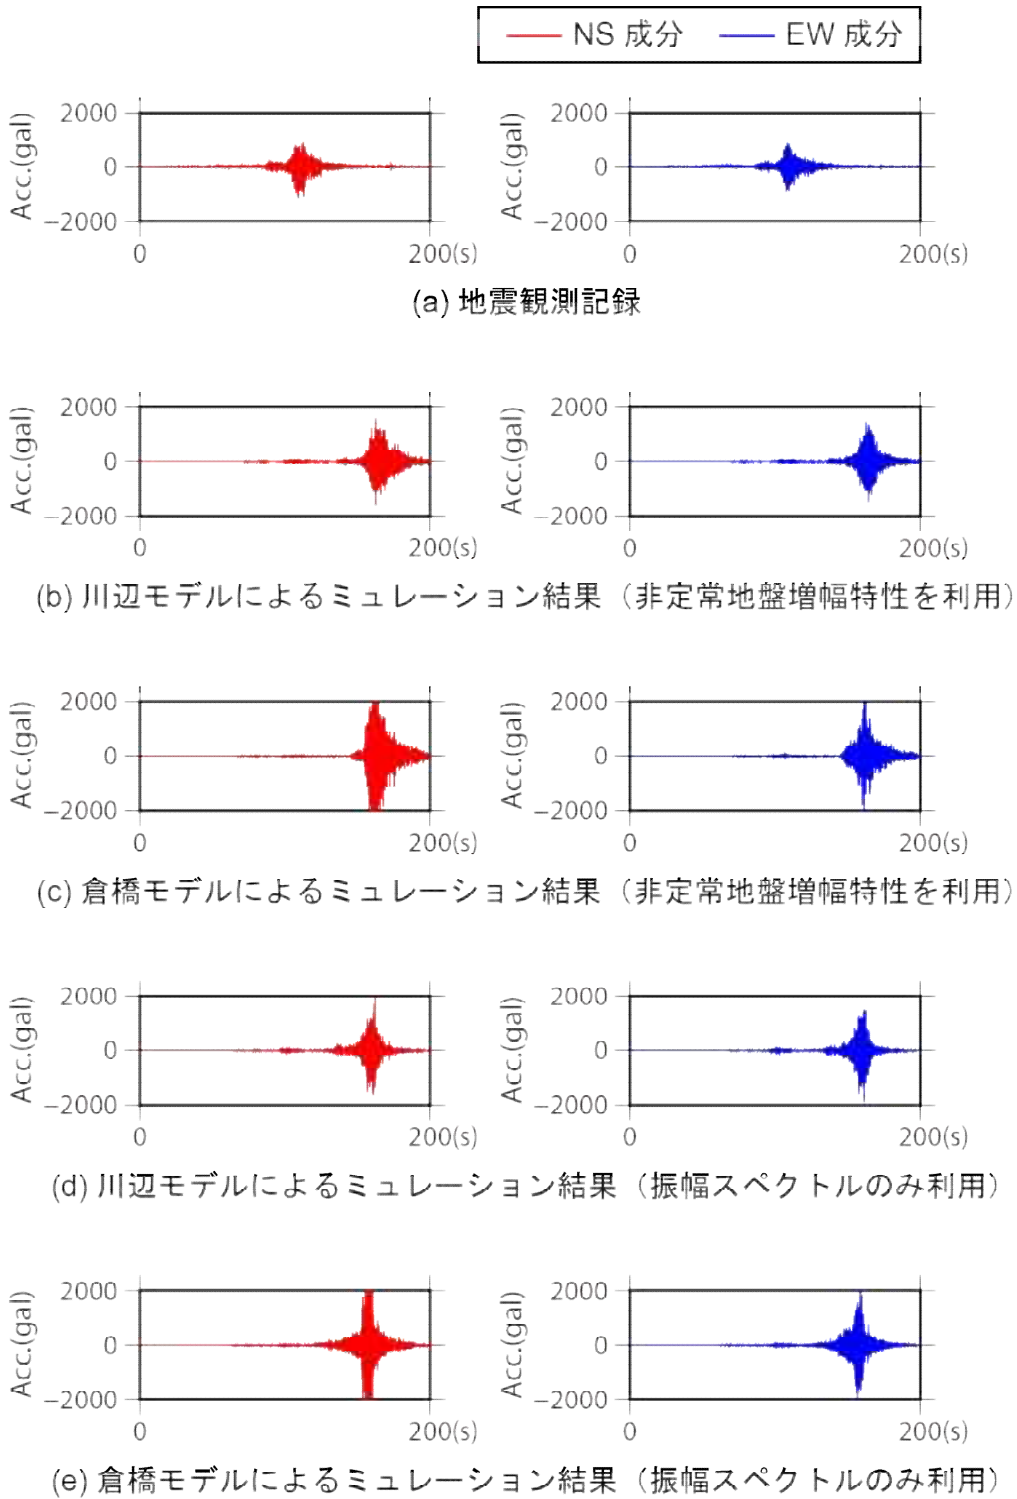 NS 成分 EW 成分
Acc.(gal) 2000 0 −2000 0 200(s)
Acc.(gal) 2000 0 −2000 0 200(s)
(a) 地震観測記録
Acc.(gal) 2000 0 −2000 0 200(s)
Acc.(gal) 2000 0 −2000 0 200(s)
(b) 川辺モデルによるミュレーション結果（非定常地盤増幅特性を利用）
Acc.(gal) 2000 0 −2000 0 200(s)
Acc.(gal) 2000 0 −2000 0 200(s)
(c) 倉橋モデルによるミュレーション結果（非定常地盤増幅特性を利用）
Acc.(gal) 2000 0 −2000 0 200(s)
Acc.(gal) 2000 0 −2000 0 200(s)
(d) 川辺モデルによるミュレーション結果（振幅スペクトルのみ利用）
Acc.(gal) 2000 0 −2000 0 200(s)
Acc.(gal) 2000 0 −2000 0 200(s)
(e) 倉橋モデルによるミュレーション結果（振幅スペクトルのみ利用）